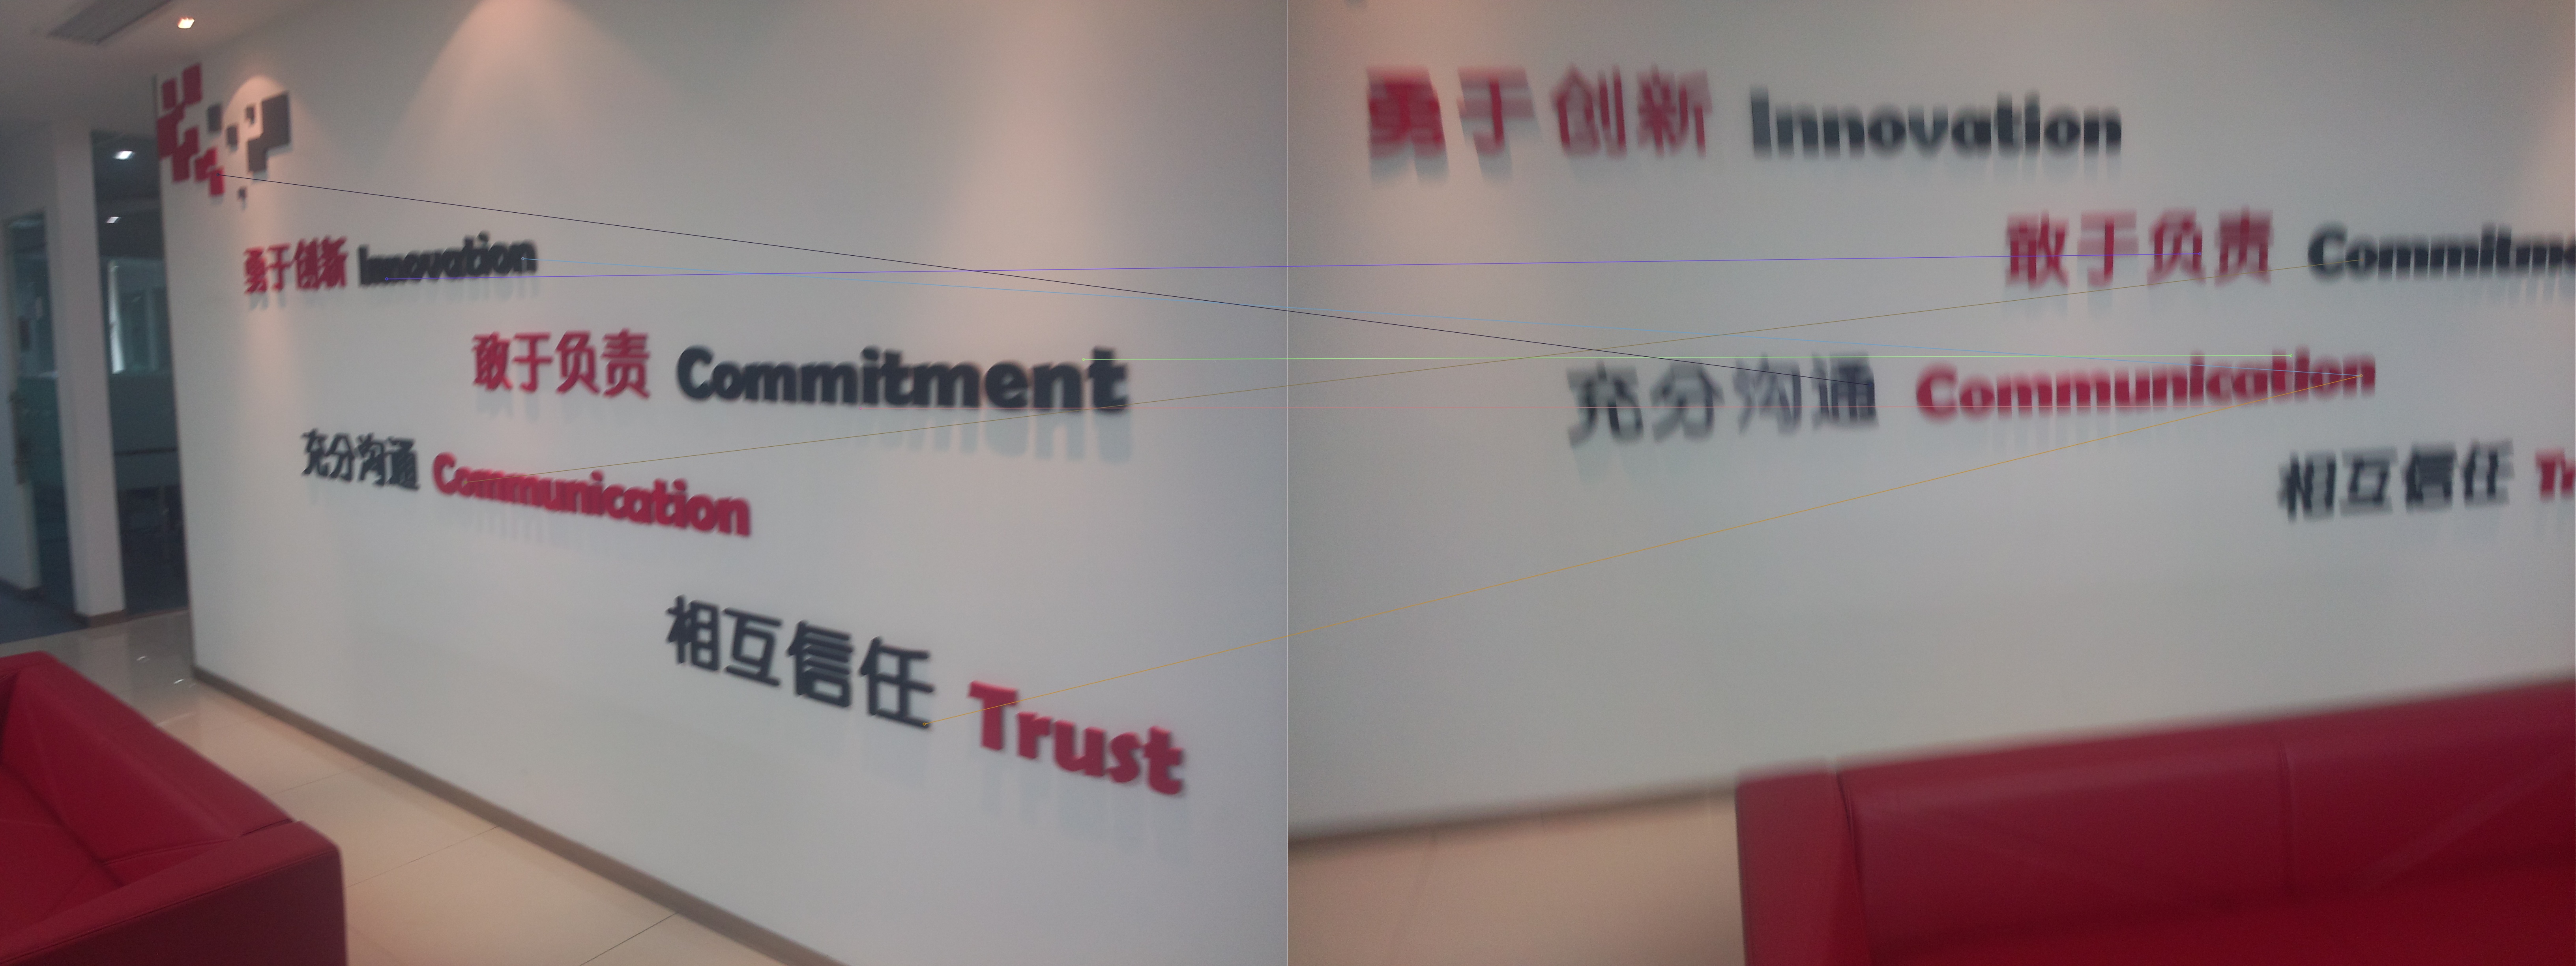 勇于创新 Innovation
敢于负责 Commitment
充分沟通 Communication
相互信任 Trust
勇于创新 Innovation
敢于负责 Commitm
充分沟通 Communication
相互信任 Tr